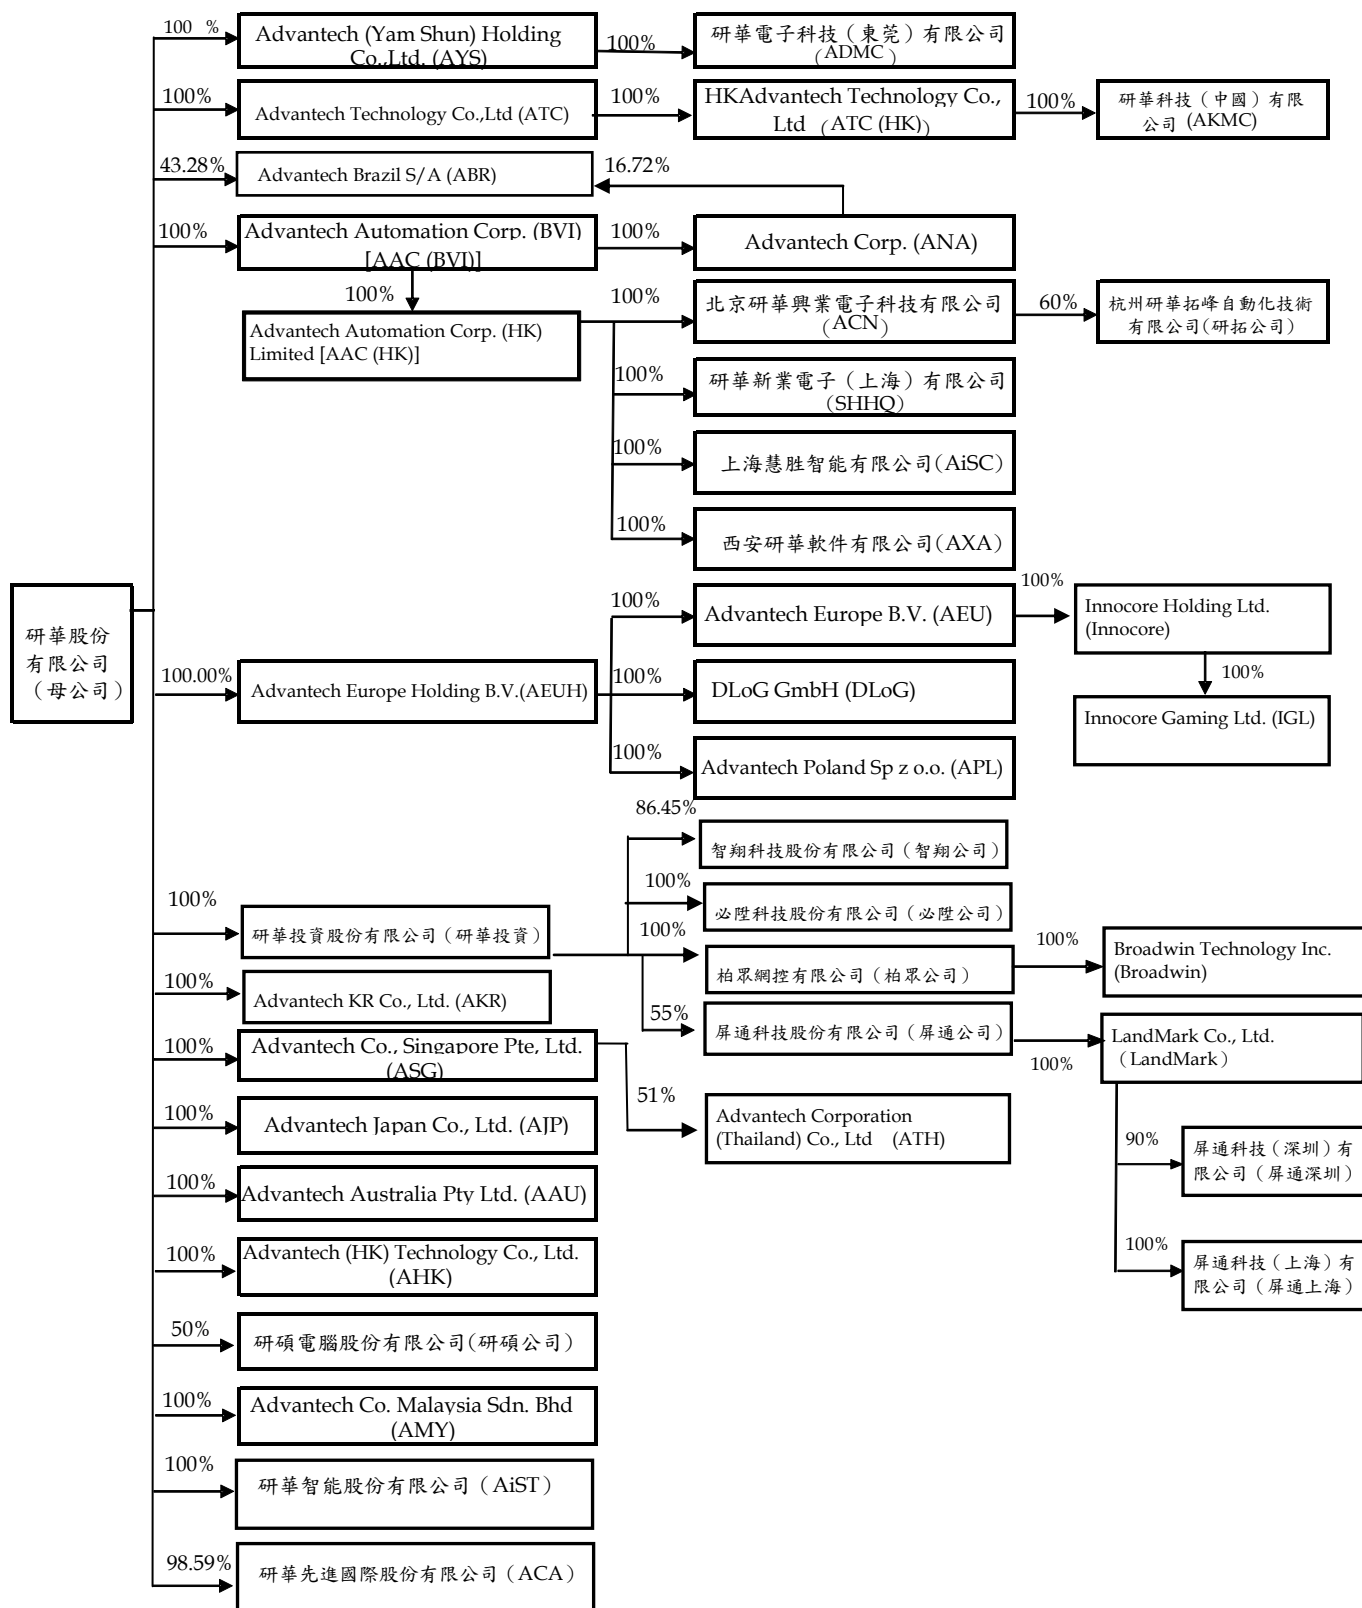 100 %
Advantech (Yam Shun) Holding
Co.,Ltd. (AYS)
100%
研華電子科技（東莞）有限公司
（ADMC）
100%
Advantech Technology Co.,Ltd (ATC)
100%
HKAdvantech Technology Co.,
Ltd （ATC (HK)）
100%
研華科技（中國）有限
公司 (AKMC)
43.28%
Advantech Brazil S/A (ABR)
16.72%
100%
Advantech Automation Corp. (BVI)
[AAC (BVI)]
100%
Advantech Corp. (ANA)
100%
Advantech Automation Corp. (HK)
Limited [AAC (HK)]
100%
北京研華興業電子科技有限公司
(ACN)
60%
杭州研華拓峰自動化技術
有限公司(研拓公司)
100%
研華新業電子（上海）有限公司
（SHHQ)
100%
上海慧胜智能有限公司(AiSC)
100%
西安研華軟件有限公司(AXA)
研華股份
有限公司
（母公司）
100.00%
Advantech Europe Holding B.V.(AEUH)
100%
Advantech Europe B.V. (AEU)
100%
Innocore Holding Ltd.
(Innocore)
100%
Innocore Gaming Ltd. (IGL)
100%
DLoG GmbH (DLoG)
100%
Advantech Poland Sp z o.o. (APL)
100%
研華投資股份有限公司（研華投資）
86.45%
智翔科技股份有限公司（智翔公司）
100%
必陞科技股份有限公司（必陞公司）
100%
柏眾網控有限公司（柏眾公司）
100%
Broadwin Technology Inc.
(Broadwin)
55%
屏通科技股份有限公司（屏通公司）
100%
LandMark Co., Ltd.
（LandMark）
90%
屏通科技（深圳）有
限公司（屏通深圳）
100%
屏通科技（上海）有
限公司（屏通上海）
100%
Advantech KR Co., Ltd. (AKR)
100%
Advantech Co., Singapore Pte, Ltd.
(ASG)
51%
Advantech Corporation
(Thailand) Co., Ltd （ATH)
100%
Advantech Japan Co., Ltd. (AJP)
100%
Advantech Australia Pty Ltd. (AAU)
100%
Advantech (HK) Technology Co., Ltd.
(AHK)
50%
研碩電腦股份有限公司(研碩公司）
100%
Advantech Co. Malaysia Sdn. Bhd
(AMY)
100%
研華智能股份有限公司（AiST）
98.59%
研華先進國際股份有限公司（ACA）